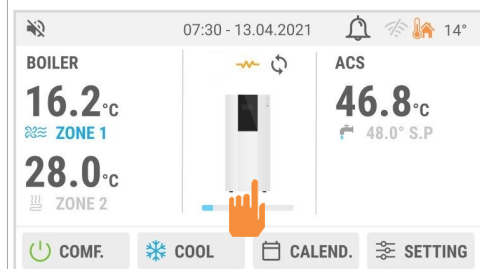 07:30 - 13.04.2021 14°
BOILER
16.2°C
ZONE 1
28.0°C
ZONE 2
ACS
46.8°C
48.0° S.P
COMF. COOL CALEND. SETTING